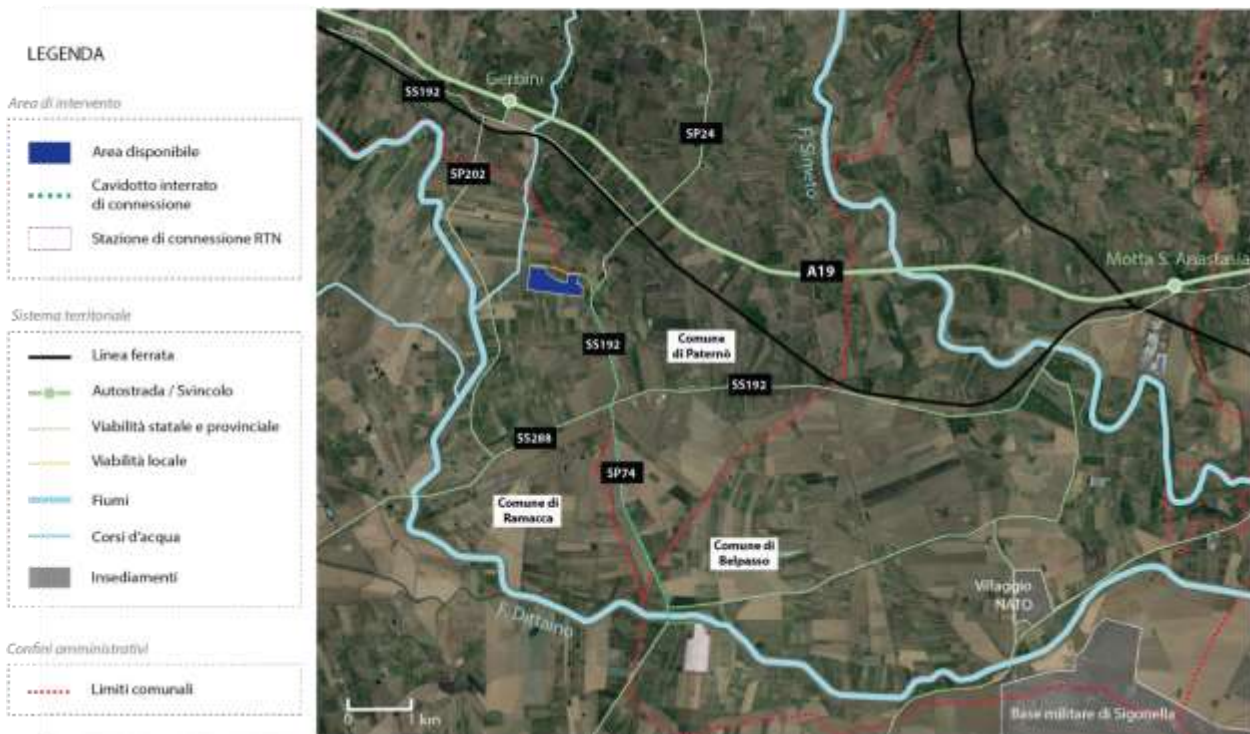 LEGENDA
Area di intervento
Area disponibile
Cavidotto interrato
di connessione
Stazione di connessione RTN
Sistema territoriale
Linea ferrata
Autostrada / Svincolo
Viabilità statale e provinciale
Viabilità locale
Fiumi
Corsi d'acqua
Insediamenti
Confini amministrativi
Limiti comunali
Gerbini
SS192
SP24
SP202
F. Simeto
A19
Motta S. Anastasia
SS192
Comune
di Paternò
SS192
SS288
SP74
Comune di
Ramacca
Comune di
Belpasso
Villaggio
NATO
F. Dittaino
Base militare di Sigonella
0 1 km